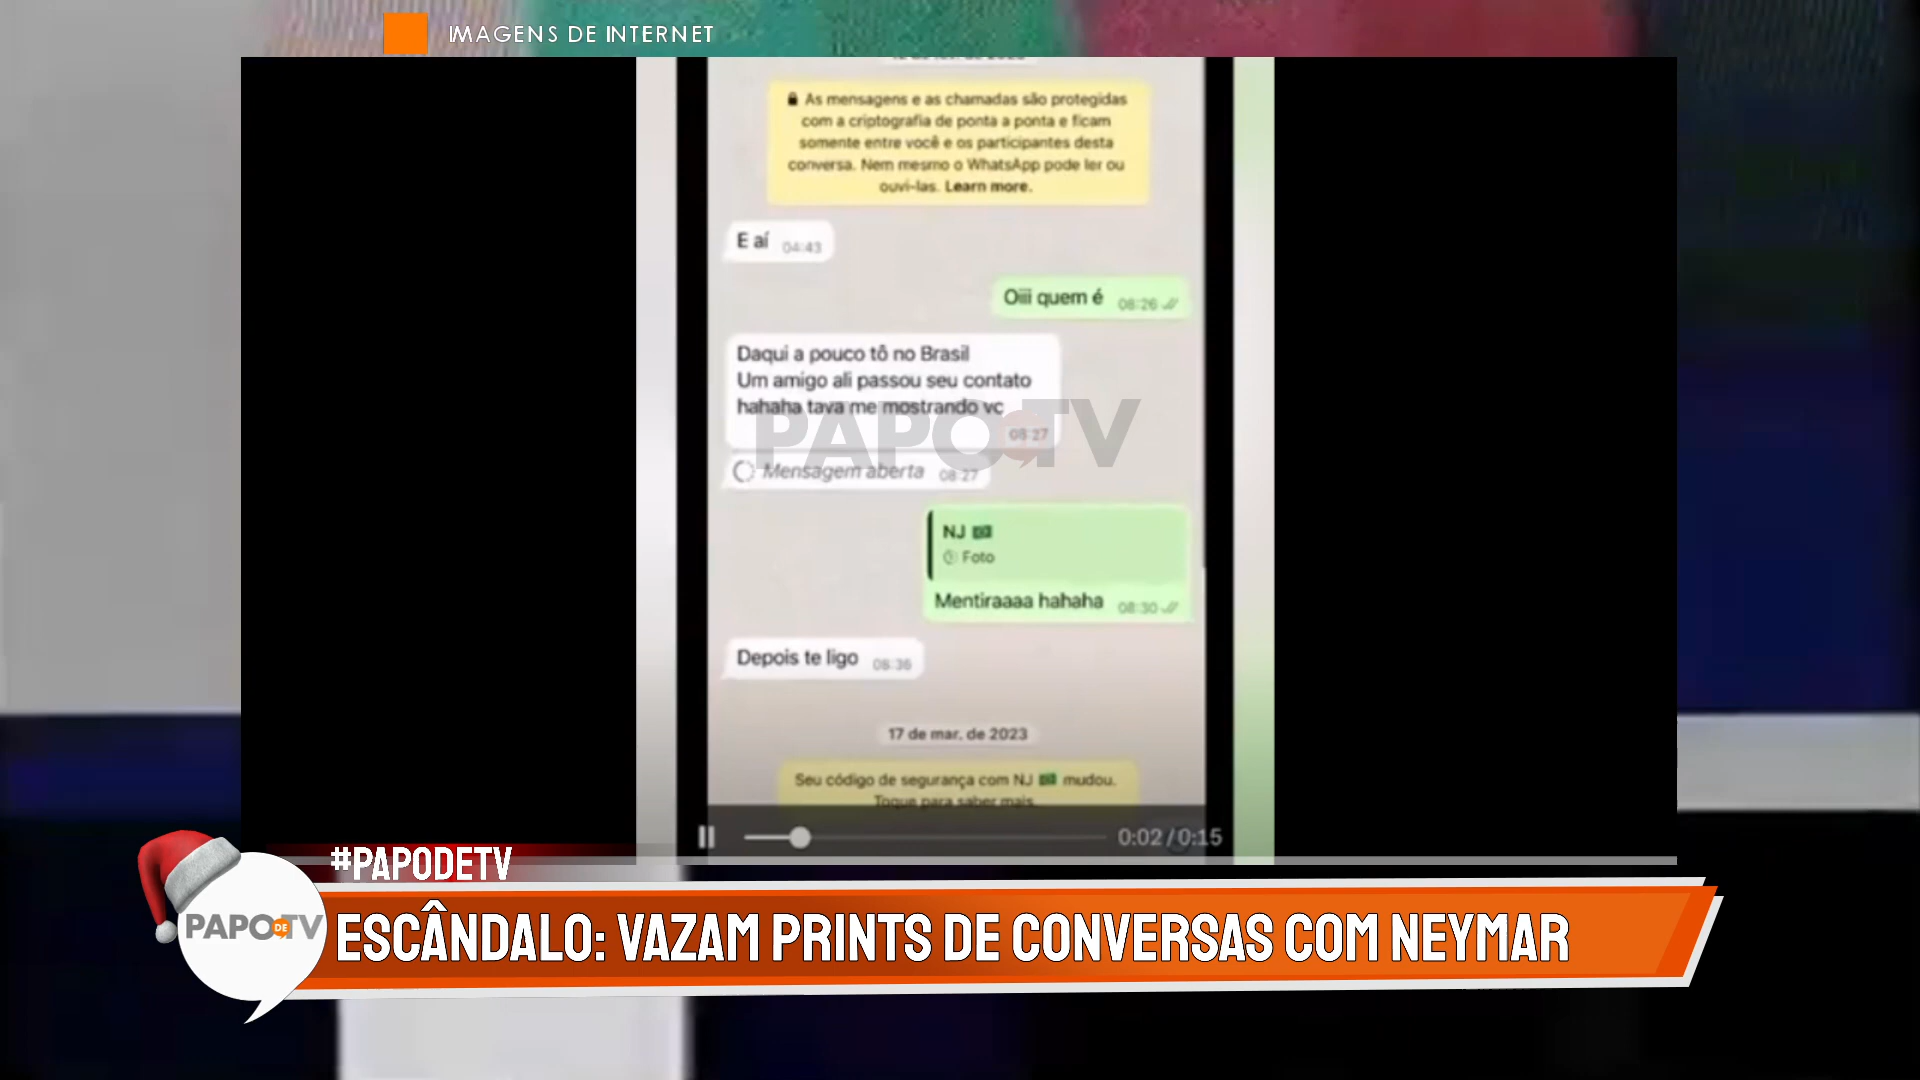 IMAGENS DE INTERNET
As mensagens e as chamadas são protegidas
com a criptografia de ponta a ponta e ficam
somente entre você e os participantes desta
conversa. Nem mesmo o WhatsApp pode ler ou
ouvi-las. Learn more.
E aí 04:43
Oiii quem é 08:26
Daqui a pouco tô no Brasil
Um amigo ali passou seu contato
hahaha tava me mostrando vc
08:27
PAPO DE TV
Mensagem aberta 08:27
NJ
Foto
Mentiraaaa hahaha 08:30
Depois te ligo 08:36
17 de mar. de 2023
Seu código de segurança com NJ mudou.
Toque para saber mais.
0:02 / 0:15
#PAPODETV
PAPO DE TV
ESCÂNDALO: VAZAM PRINTS DE CONVERSAS COM NEYMAR